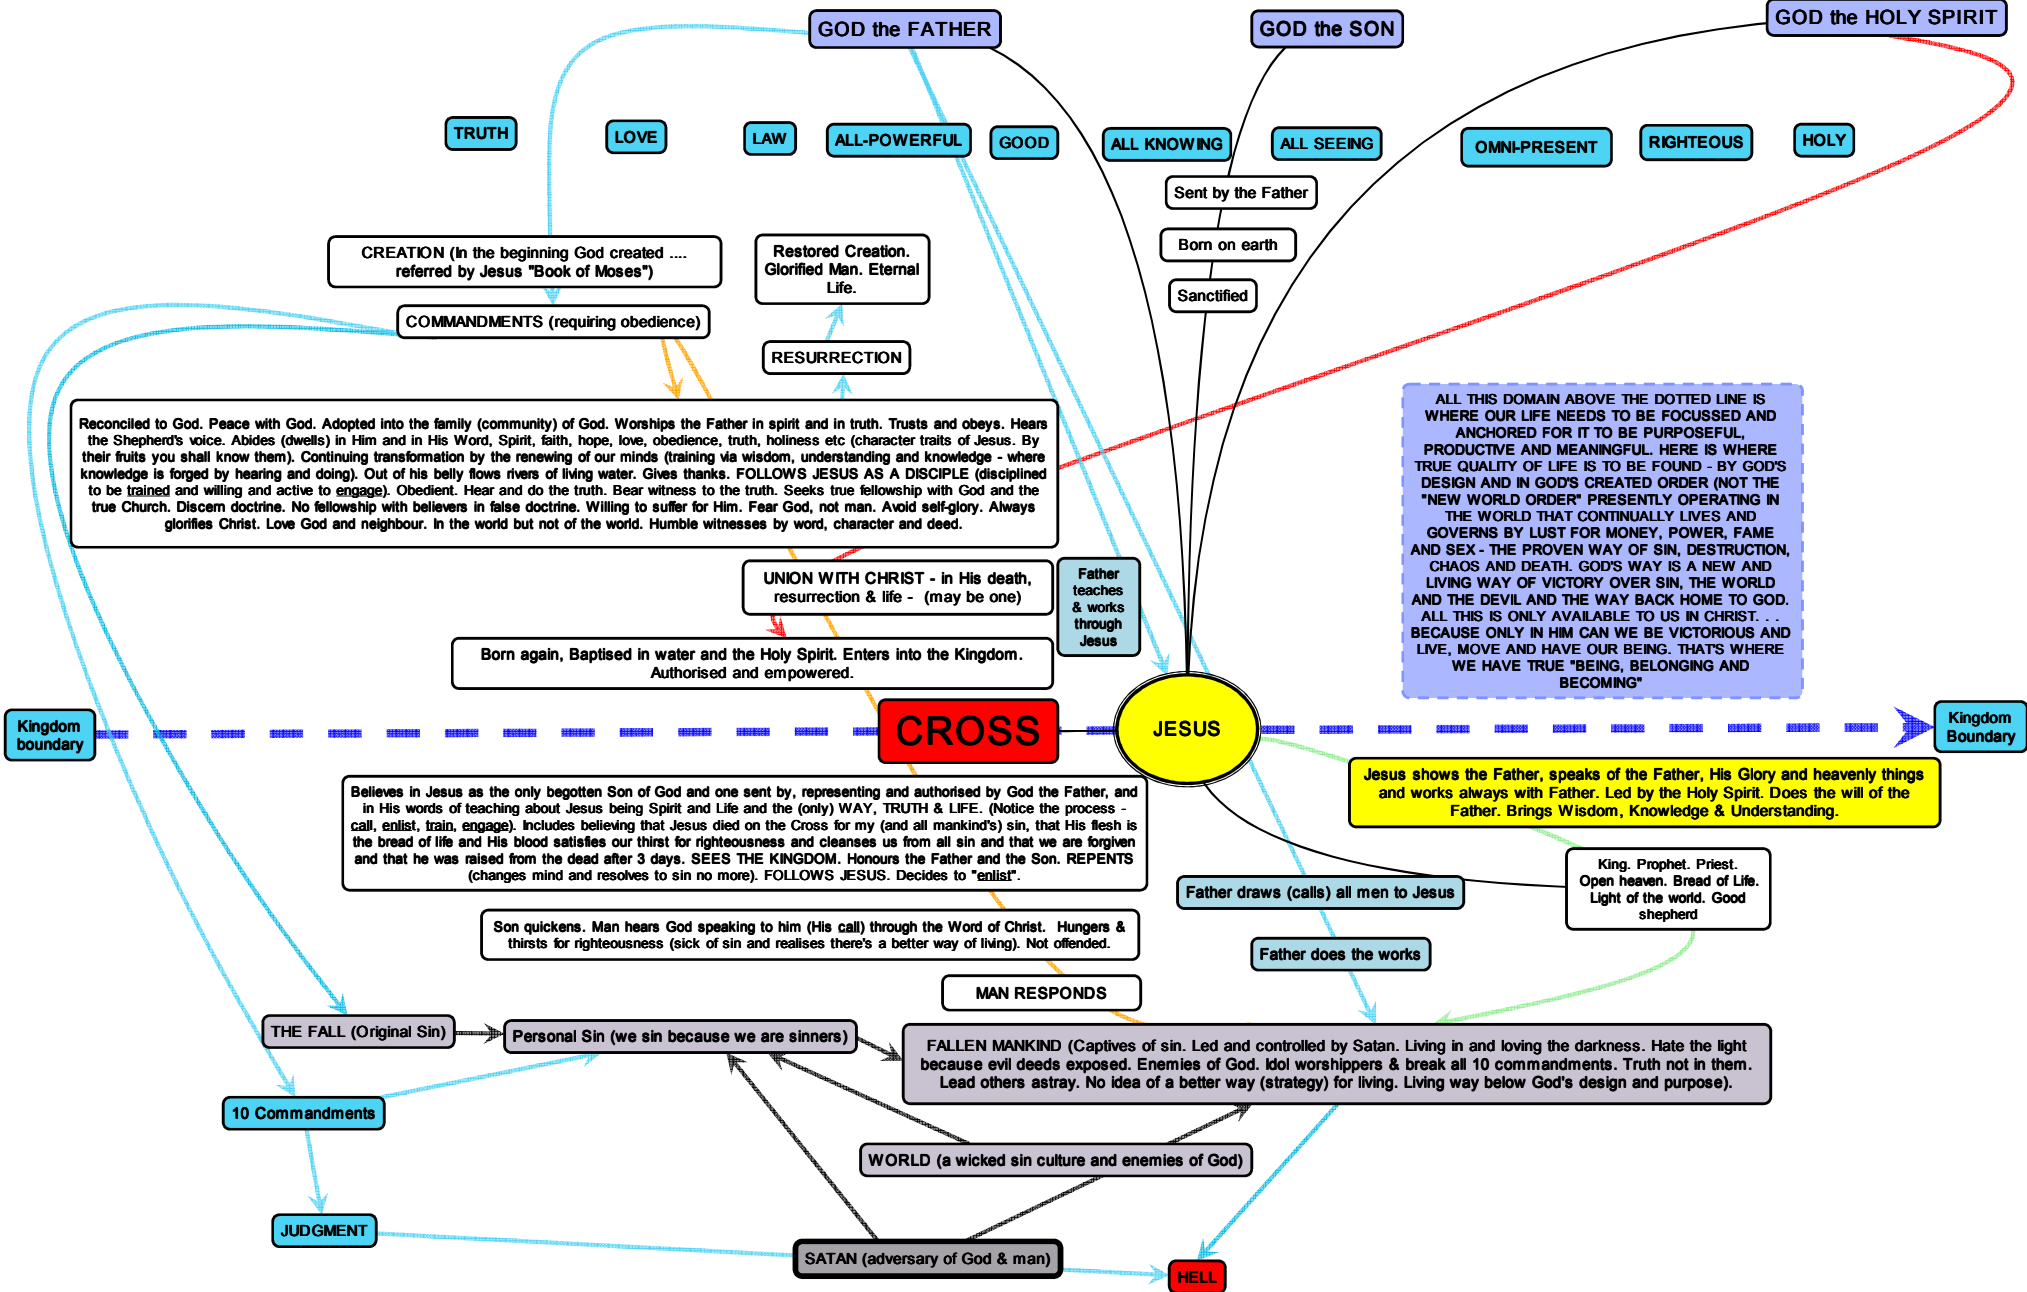 GOD the FATHER
GOD the SON
GOD the HOLY SPIRIT
TRUTH
LOVE
LAW
ALL-POWERFUL
GOOD
ALL KNOWING
ALL SEEING
OMNI-PRESENT
RIGHTEOUS
HOLY
Sent by the Father
Born on earth
Sanctified
CREATION (In the beginning God created ....
referred by Jesus "Book of Moses")
COMMANDMENTS (requiring obedience)
Restored Creation.
Glorified Man. Eternal
Life.
RESURRECTION
Reconciled to God. Peace with God. Adopted into the family (community) of God. Worships the Father in spirit and in truth. Trusts and obeys. Hears
the Shepherd's voice. Abides (dwells) in Him and in His Word, Spirit, faith, hope, love, obedience, truth, holiness etc (character traits of Jesus. By
their fruits you shall know them). Continuing transformation by the renewing of our minds (training via wisdom, understanding and knowledge - where
knowledge is forged by hearing and doing). Out of his belly flows rivers of living water. Gives thanks. FOLLOWS JESUS AS A DISCIPLE (disciplined
to be trained and willing and active to engage). Obedient. Hear and do the truth. Bear witness to the truth. Seeks true fellowship with God and the
true Church. Discern doctrine. No fellowship with believers in false doctrine. Willing to suffer for Him. Fear God, not man. Avoid self-glory. Always
glorifies Christ. Love God and neighbour. In the world but not of the world. Humble witnesses by word, character and deed.
ALL THIS DOMAIN ABOVE THE DOTTED LINE IS
WHERE OUR LIFE NEEDS TO BE FOCUSSED AND
ANCHORED FOR IT TO BE PURPOSEFUL,
PRODUCTIVE AND MEANINGFUL. HERE IS WHERE
TRUE QUALITY OF LIFE IS TO BE FOUND - BY GOD'S
DESIGN AND IN GOD'S CREATED ORDER (NOT THE
"NEW WORLD ORDER" PRESENTLY OPERATING IN
THE WORLD THAT CONTINUALLY LIVES AND
GOVERNS BY LUST FOR MONEY, POWER, FAME
AND SEX - THE PROVEN WAY OF SIN, DESTRUCTION,
CHAOS AND DEATH. GOD'S WAY IS A NEW AND
LIVING WAY OF VICTORY OVER SIN, THE WORLD
AND THE DEVIL AND THE WAY BACK HOME TO GOD.
ALL THIS IS ONLY AVAILABLE TO US IN CHRIST. . .
BECAUSE ONLY IN HIM CAN WE BE VICTORIOUS AND
LIVE, MOVE AND HAVE OUR BEING. THAT'S WHERE
WE HAVE TRUE "BEING, BELONGING AND
BECOMING"
UNION WITH CHRIST - in His death,
resurrection & life - (may be one)
Father
teaches
& works
through
Jesus
Born again, Baptised in water and the Holy Spirit. Enters into the Kingdom.
Authorised and empowered.
Kingdom
boundary
CROSS
JESUS
Kingdom
Boundary
Jesus shows the Father, speaks of the Father, His Glory and heavenly things
and works always with Father. Led by the Holy Spirit. Does the will of the
Father. Brings Wisdom, Knowledge & Understanding.
Believes in Jesus as the only begotten Son of God and one sent by, representing and authorised by God the Father, and
in His words of teaching about Jesus being Spirit and Life and the (only) WAY, TRUTH & LIFE. (Notice the process -
call, enlist, train, engage). Includes believing that Jesus died on the Cross for my (and all mankind's) sin, that His flesh is
the bread of life and His blood satisfies our thirst for righteousness and cleanses us from all sin and that we are forgiven
and that he was raised from the dead after 3 days. SEES THE KINGDOM. Honours the Father and the Son. REPENTS
(changes mind and resolves to sin no more). FOLLOWS JESUS. Decides to "enlist".
King. Prophet. Priest.
Open heaven. Bread of Life.
Light of the world. Good
shepherd
Father draws (calls) all men to Jesus
Son quickens. Man hears God speaking to him (His call) through the Word of Christ. Hungers &
thirsts for righteousness (sick of sin and realises there's a better way of living). Not offended.
Father does the works
MAN RESPONDS
THE FALL (Original Sin)
Personal Sin (we sin because we are sinners)
FALLEN MANKIND (Captives of sin. Led and controlled by Satan. Living in and loving the darkness. Hate the light
because evil deeds exposed. Enemies of God. Idol worshippers & break all 10 commandments. Truth not in them.
Lead others astray. No idea of a better way (strategy) for living. Living way below God's design and purpose).
10 Commandments
WORLD (a wicked sin culture and enemies of God)
JUDGMENT
SATAN (adversary of God & man)
HELL